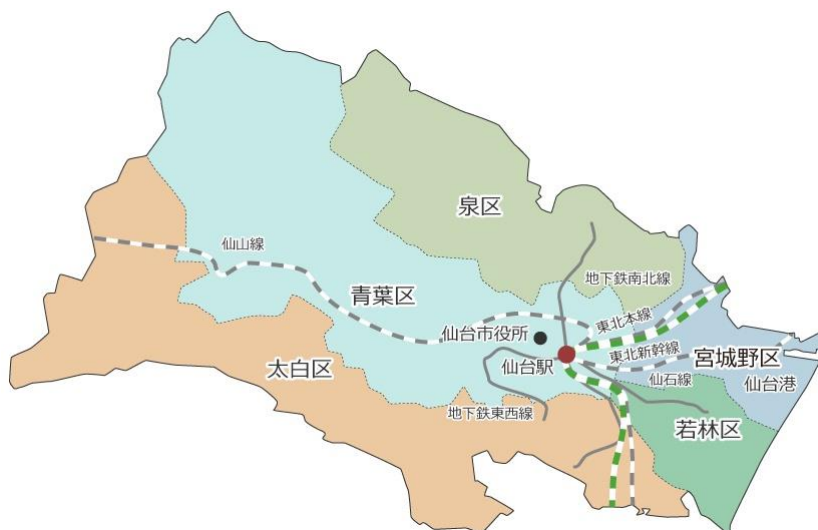 泉区
仙山線
地下鉄南北線
青葉区
東北本線
仙台市役所
東北新幹線
宮城野区
太白区
仙台駅
仙石線
仙台港
地下鉄東西線
若林区